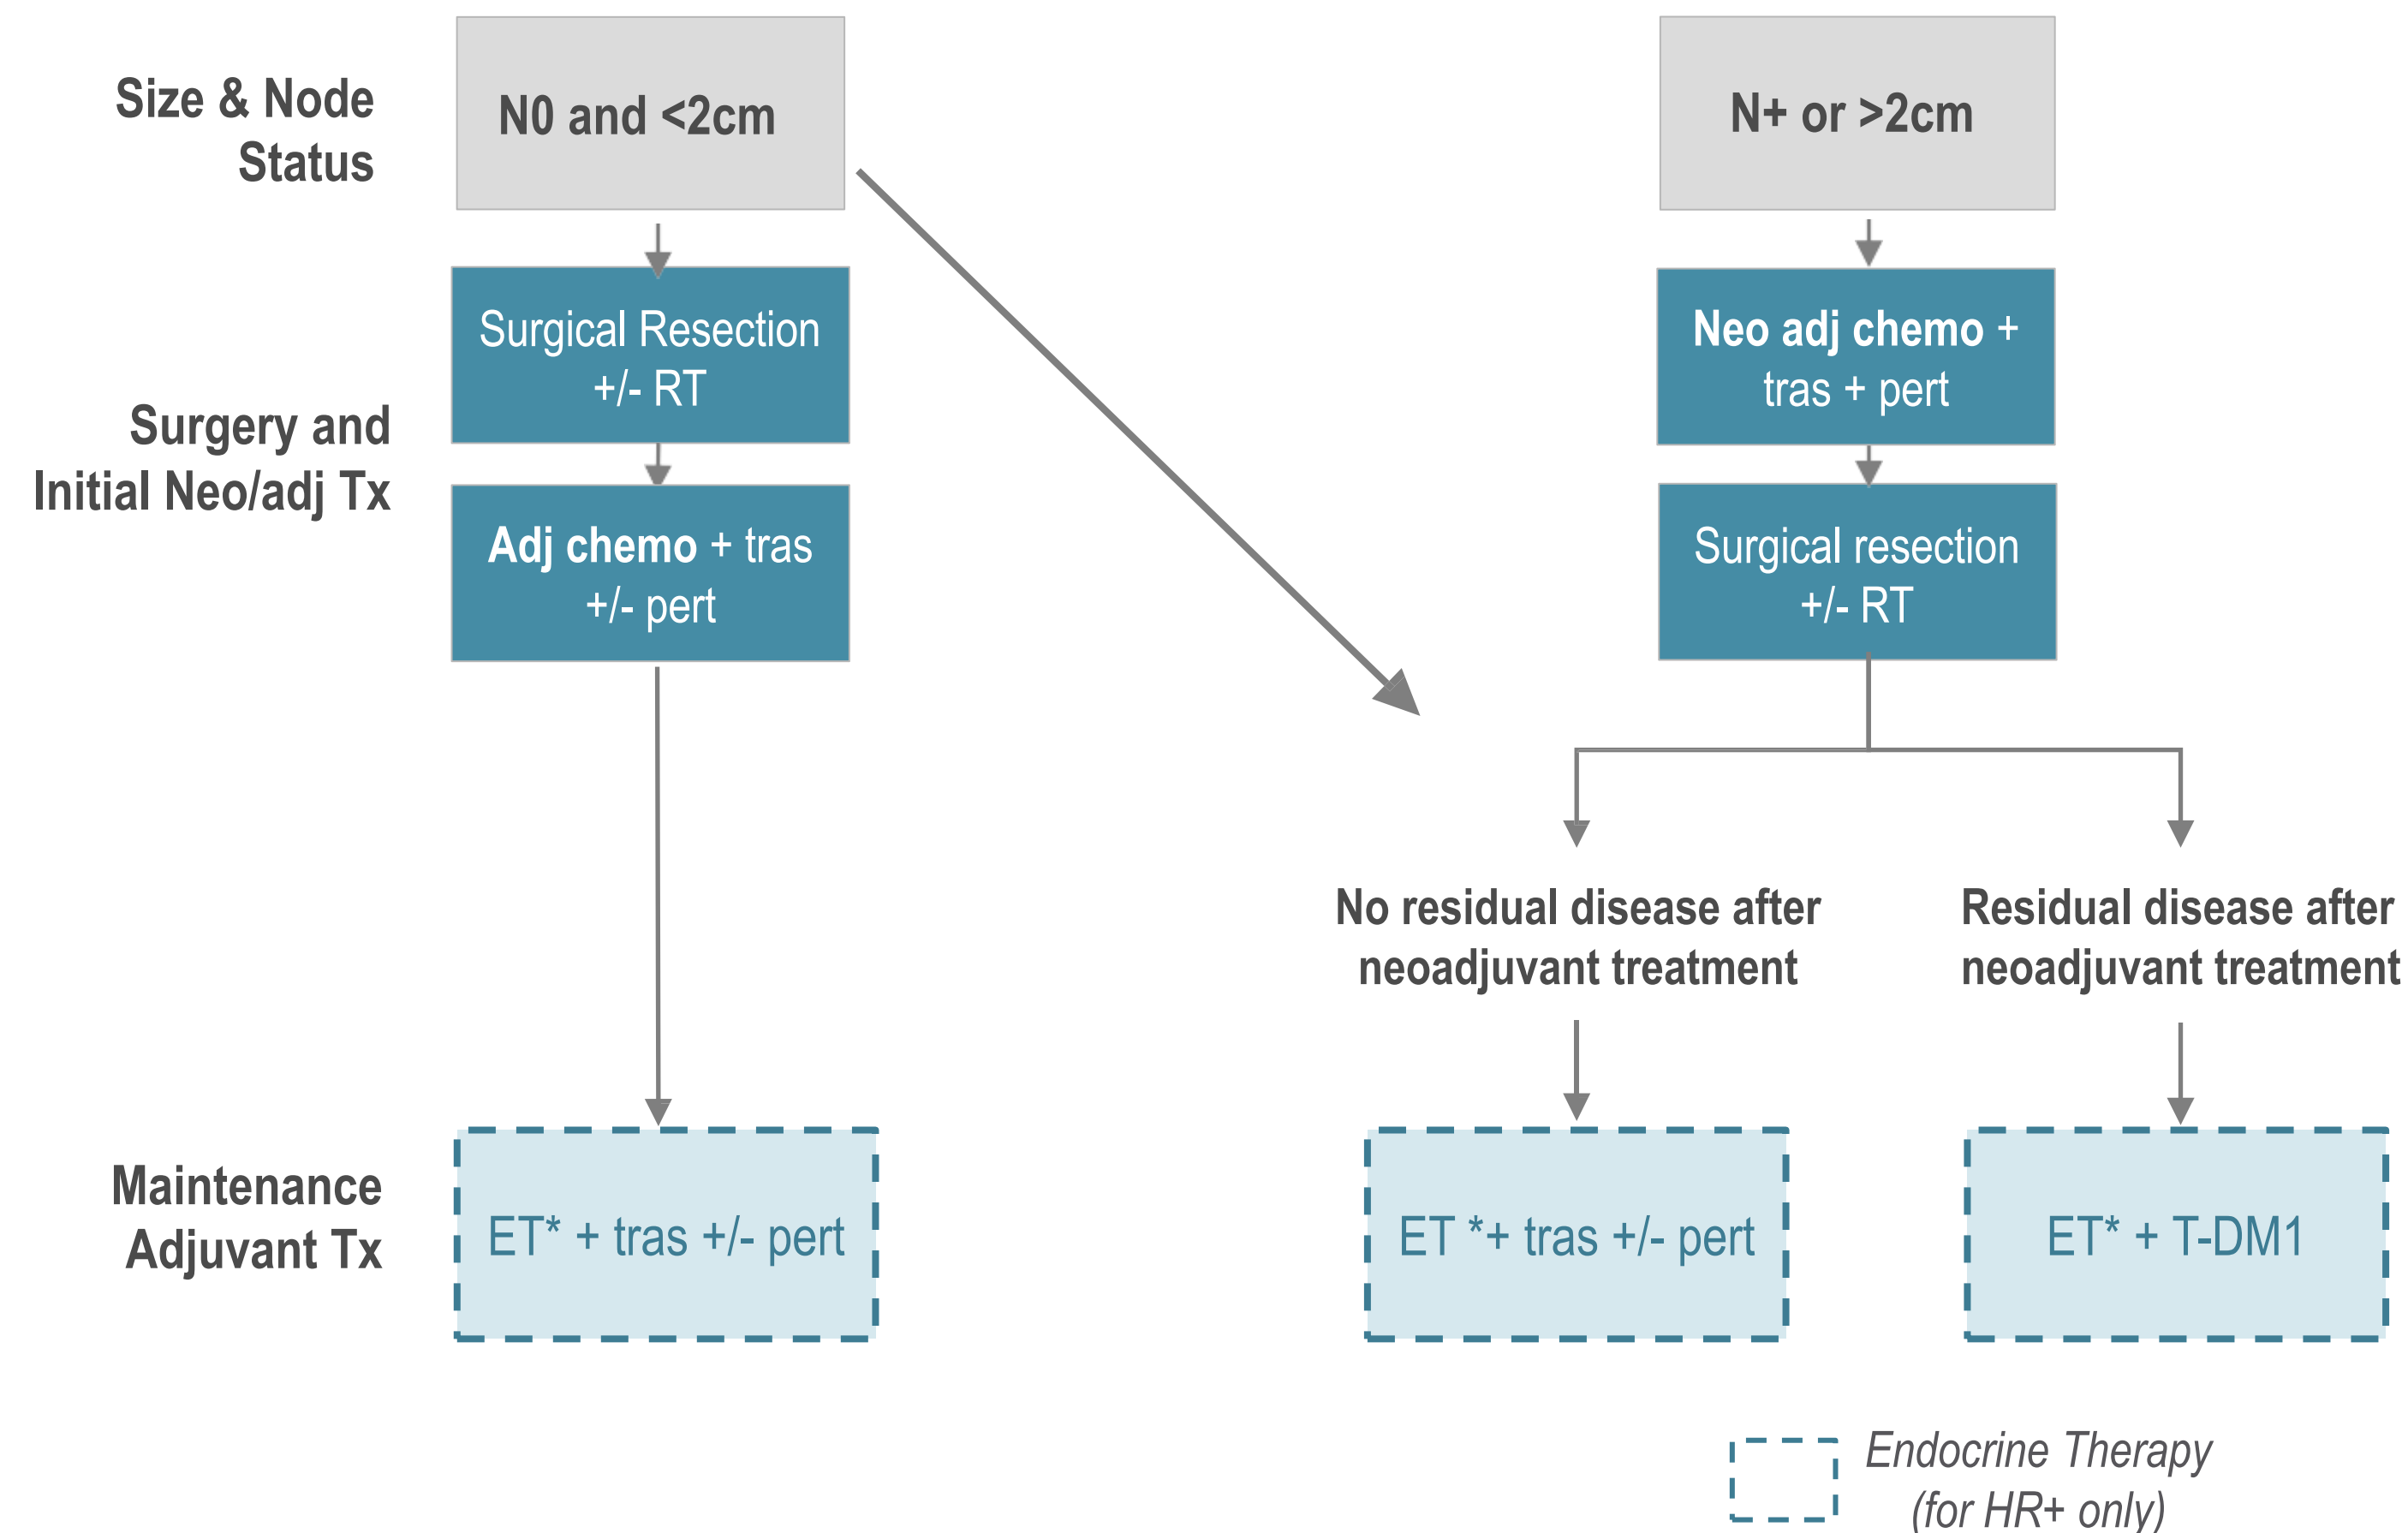 Size & Node
Status
N0 and <2cm
N+ or >2cm
Surgery and
Initial Neo/adj Tx
Surgical Resection
+/- RT
Adj chemo + tras
+/- pert
Neo adj chemo +
tras + pert
Surgical resection
+/- RT
No residual disease after
neoadjuvant treatment
Residual disease after
neoadjuvant treatment
Maintenance
Adjuvant Tx
ET* + tras +/- pert
ET *+ tras +/- pert
ET* + T-DM1
Endocrine Therapy
(for HR+ only)